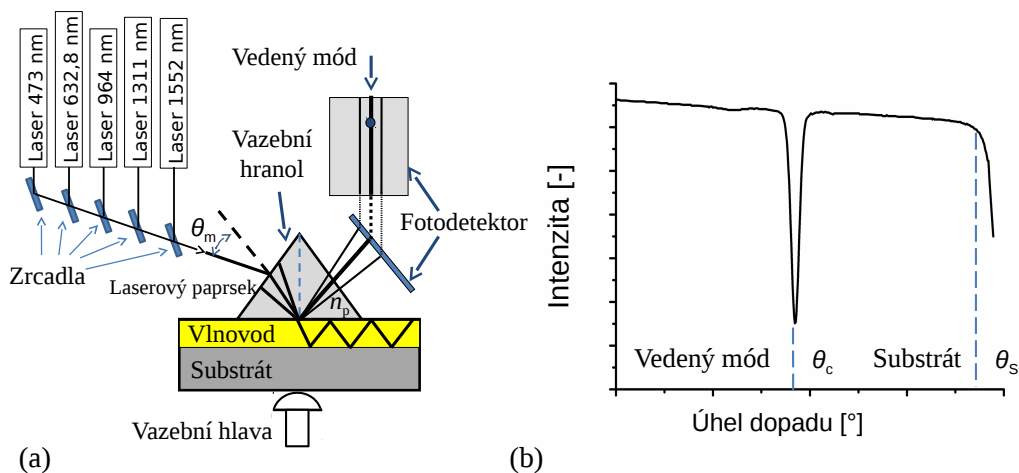 Laser 473 nm
Laser 632,8 nm
Laser 964 nm
Laser 1311 nm
Laser 1552 nm
Vedený mód
Vazební
hranol
θm
Fotodetektor
Zrcadla
Laserový paprsek
np
Vlnovod
Substrát
Vazební hlava
(a)
Intenzita [-]
Vedený mód
θc
Substrát
θS
Úhel dopadu [°]
(b)